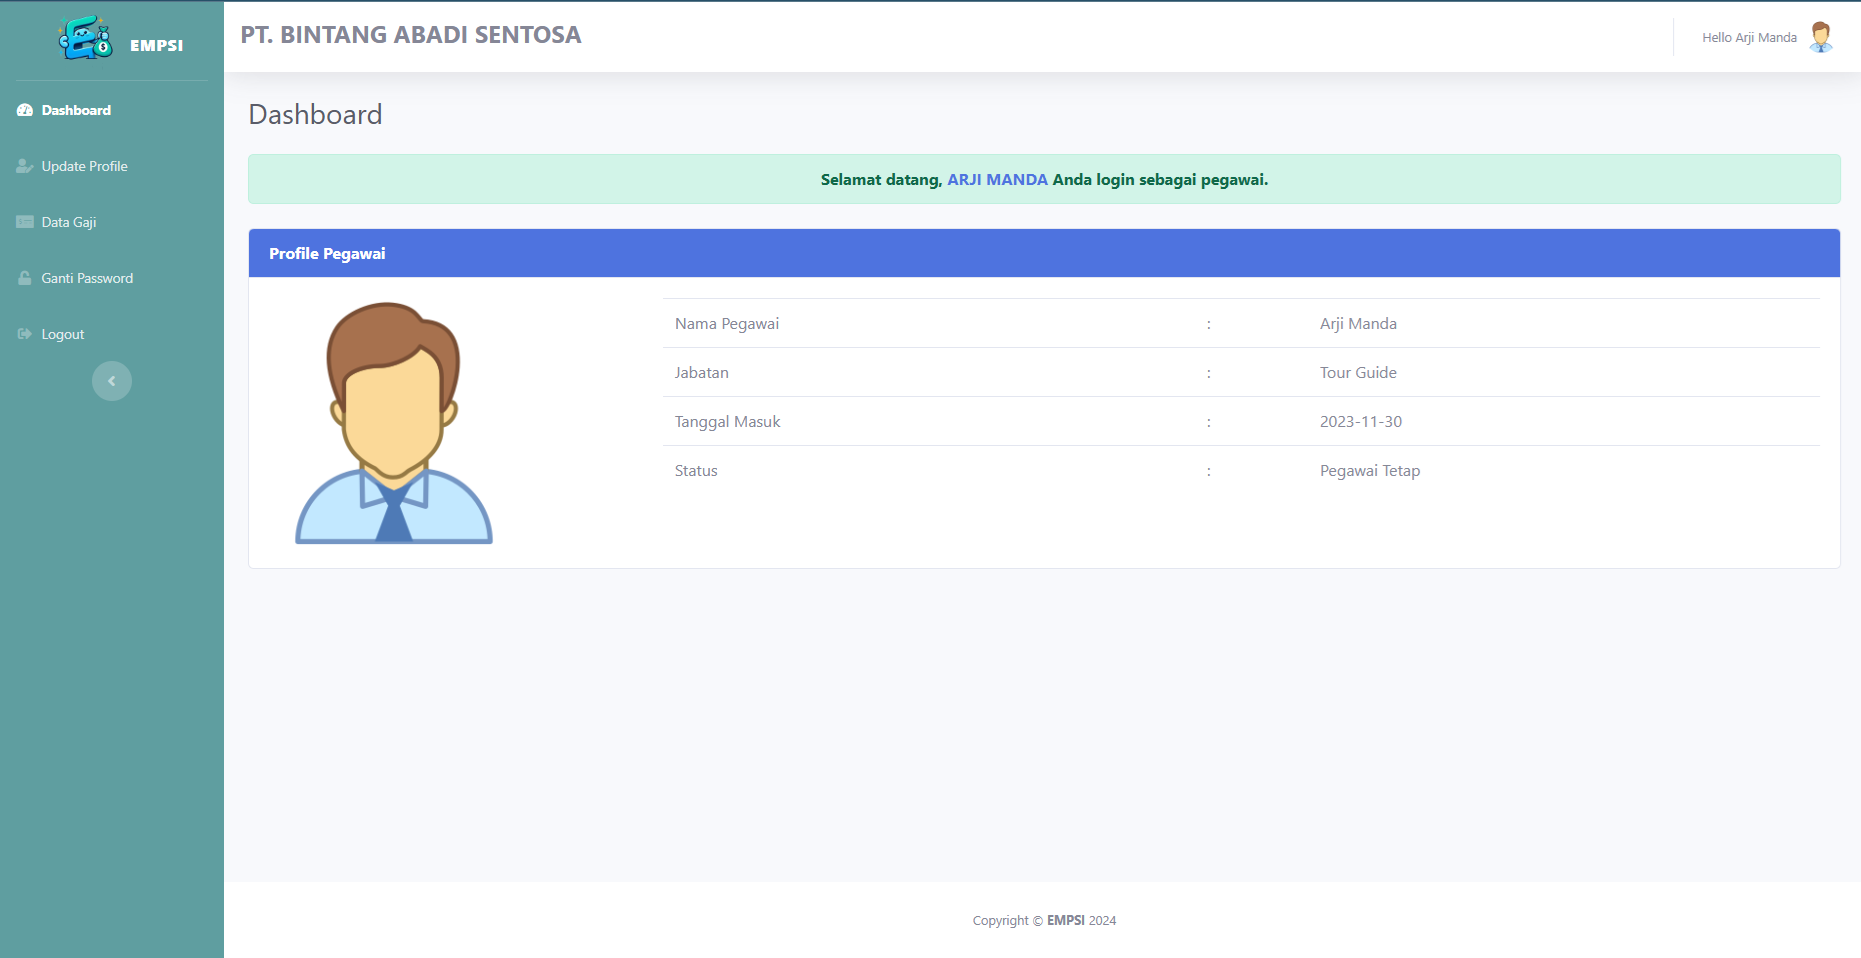 EMPSI
PT. BINTANG ABADI SENTOSA
Hello Arji Manda
Dashboard
Update Profile
Data Gaji
Ganti Password
Logout
Dashboard
Selamat datang, ARJI MANDA Anda login sebagai pegawai.
Profile Pegawai
Nama Pegawai : Arji Manda
Jabatan : Tour Guide
Tanggal Masuk : 2023-11-30
Status : Pegawai Tetap
Copyright © EMPSI 2024